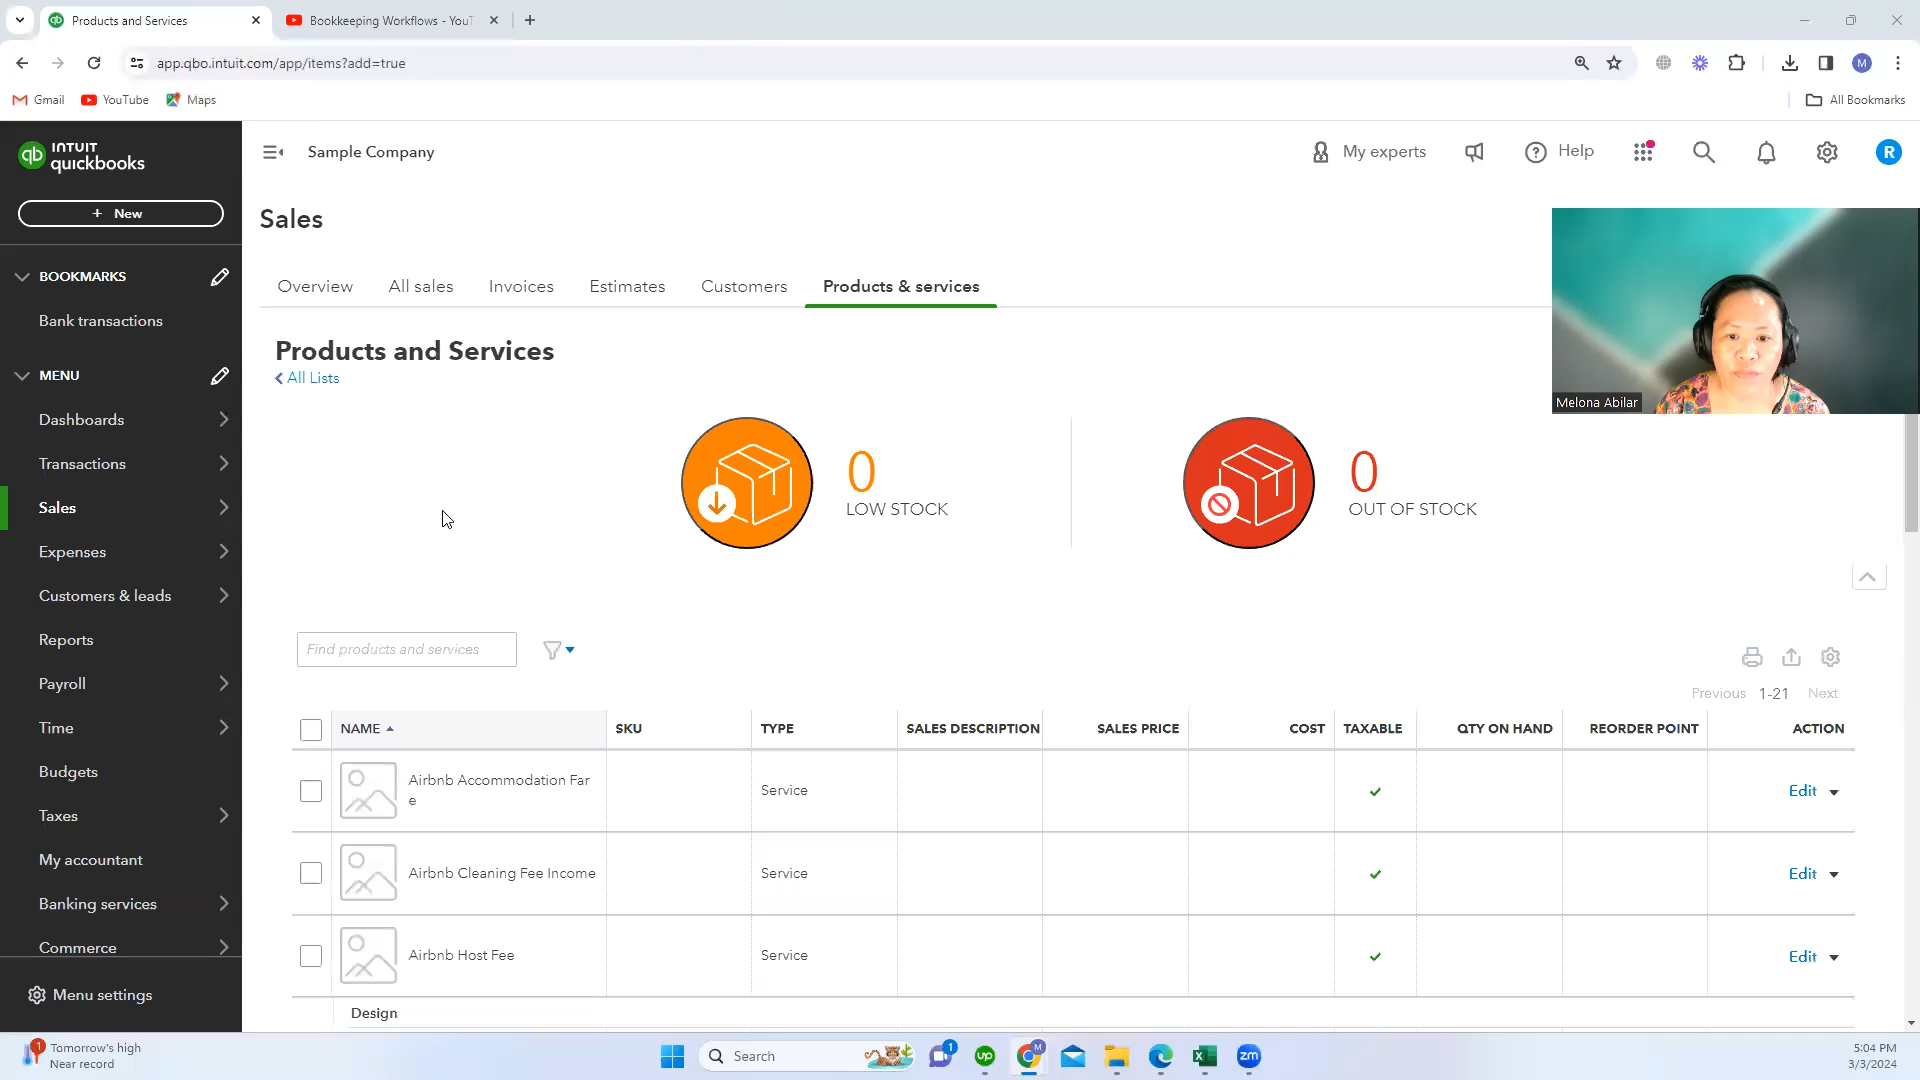 Products and Services
Bookkeeping Workflows - YouT
app.qbo.intuit.com/app/items?add=true
M
Gmail
YouTube
Maps
All Bookmarks
qb INTUIT
quickbooks
+ New
BOOKMARKS
Bank transactions
MENU
Dashboards
Transactions
Sales
Expenses
Customers & leads
Reports
Payroll
Time
Budgets
Taxes
My accountant
Banking services
Commerce
Menu settings
Sample Company
My experts
Help
R
Sales
Overview
All sales
Invoices
Estimates
Customers
Products & services
Products and Services
All Lists
0
LOW STOCK
0
OUT OF STOCK
Melona Abilar
Find products and services
Previous 1-21 Next
NAME SKU TYPE SALES DESCRIPTION SALES PRICE COST TAXABLE QTY ON HAND REORDER POINT ACTION
Airbnb Accommodation Far
e
Service
Edit
Airbnb Cleaning Fee Income Service Edit
Airbnb Host Fee Service Edit
Design
1
Tomorrow's high
Near record
Search
1
up
M
zm
5:04 PM
3/3/2024